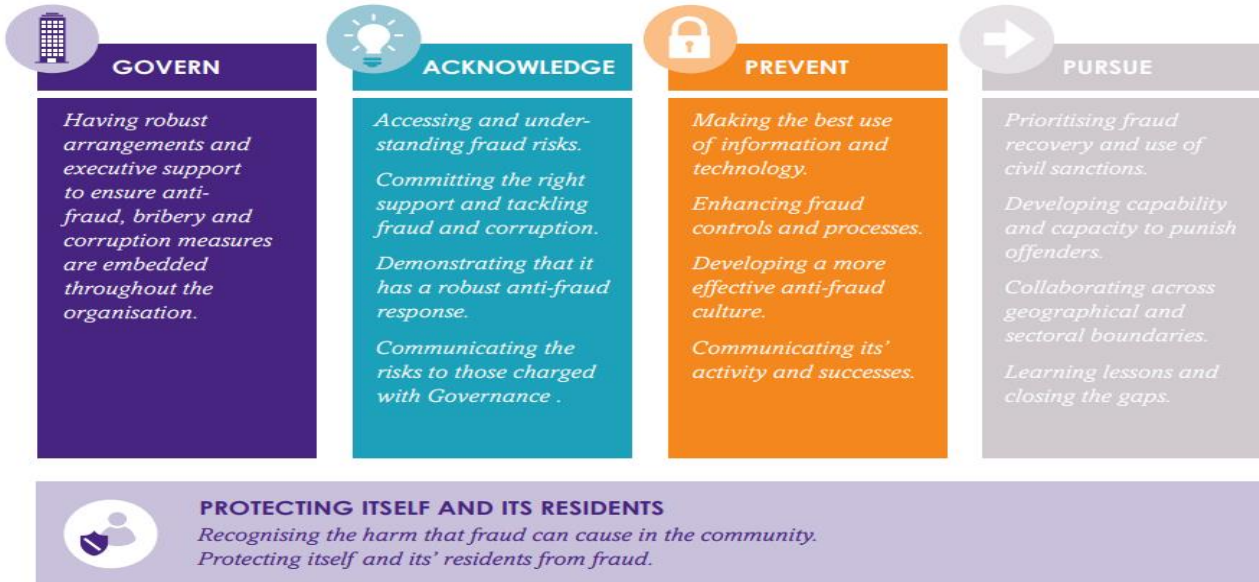 GOVERN
Having robust
arrangements and
executive support
to ensure anti-
fraud, bribery and
corruption measures
are embedded
throughout the
organisation.
ACKNOWLEDGE
Accessing and under-
standing fraud risks.
Committing the right
support and tackling
fraud and corruption.
Demonstrating that it
has a robust anti-fraud
response.
Communicating the
risks to those charged
with Governance .
PREVENT
Making the best use
of information and
technology.
Enhancing fraud
controls and processes.
Developing a more
effective anti-fraud
culture.
Communicating its’
activity and successes.
PURSUE
Prioritising fraud
recovery and use of
civil sanctions.
Developing capability
and capacity to punish
offenders.
Collaborating across
geographical and
sectoral boundaries.
Learning lessons and
closing the gaps.
PROTECTING ITSELF AND ITS RESIDENTS
Recognising the harm that fraud can cause in the community.
Protecting itself and its’ residents from fraud.